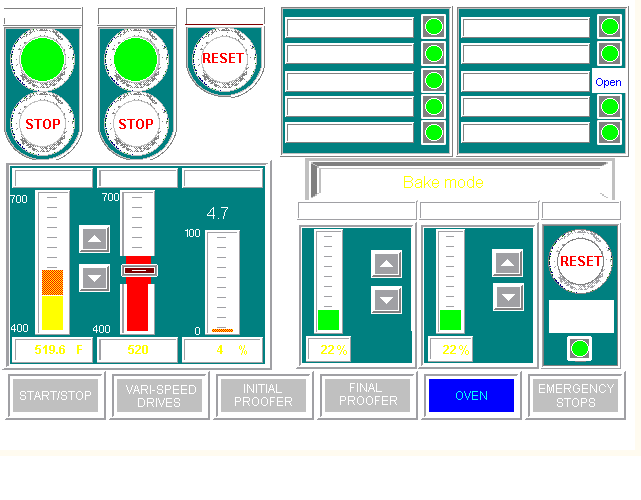 RESET
STOP
STOP
Open
Bake mode
700
700
4.7
100
RESET
400
400
0
519.6 F
520
4 %
22 %
22 %
START/STOP
VARI-SPEED
DRIVES
INITIAL
PROOFER
FINAL
PROOFER
OVEN
EMERGENCY
STOPS